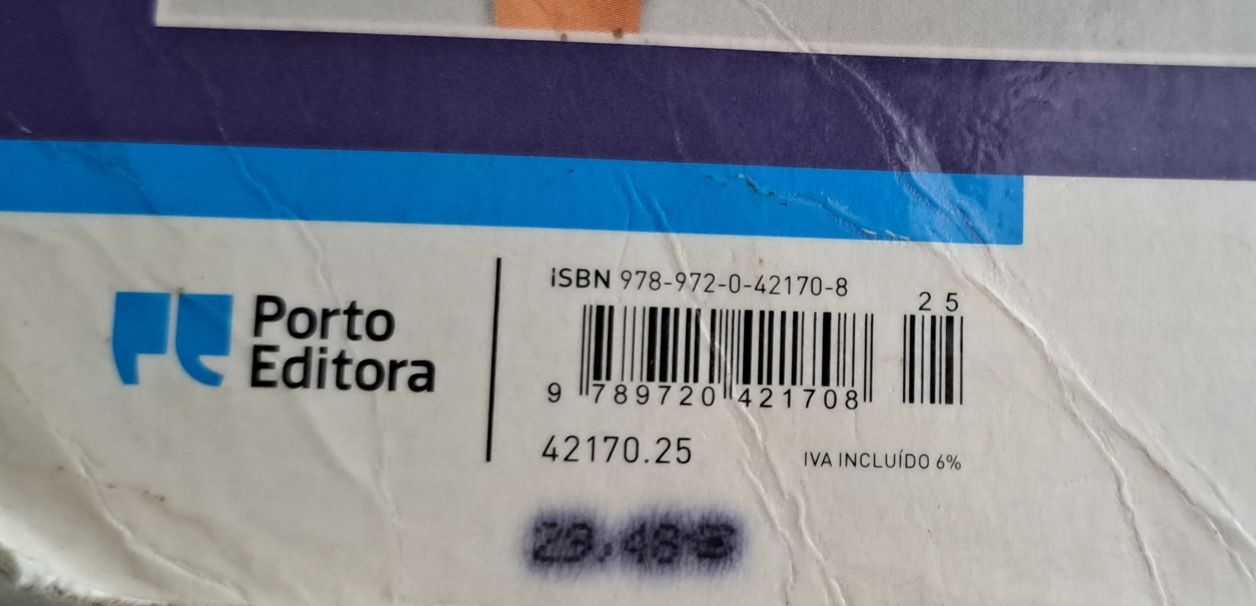 Porto
Editora
ISBN 978-972-0-42170-8
2 5
9 789720 421708
42170.25
IVA INCLUÍDO 6%